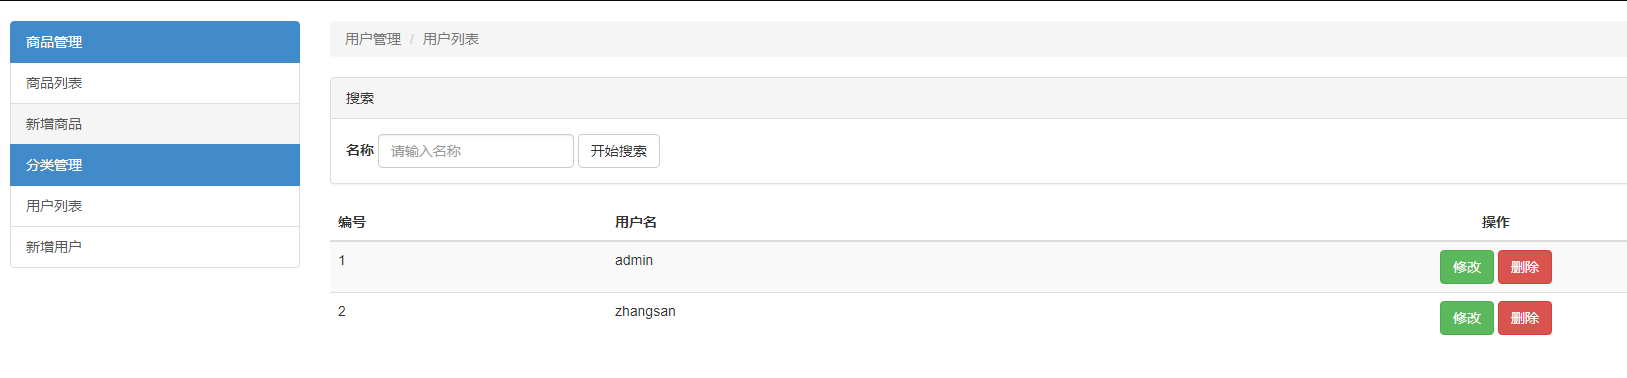 商品管理
商品列表
新增商品
分类管理
用户列表
新增用户
用户管理 / 用户列表
搜索
名称 请输入名称 开始搜索
编号 用户名 操作
1 admin 修改 删除
2 zhangsan 修改 删除